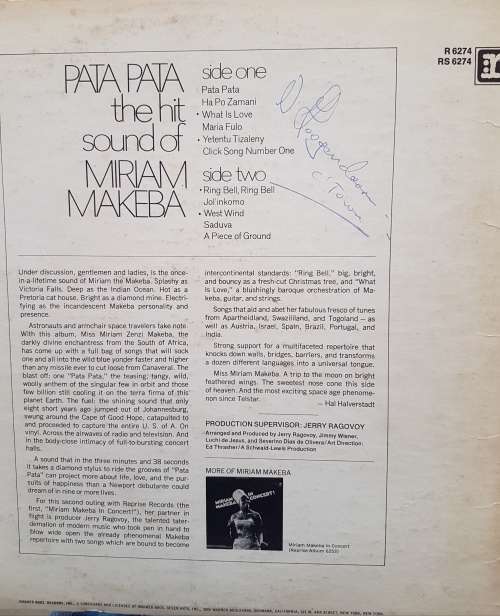 R 6274
RS 6274
PATA PATA
the hit
sound of
MIRIAM
MAKEBA
side one
Pata Pata
Ha Po Zamani
• What Is Love
Maria Fulo
• Yetentu Tizaleny
Click Song Number One
side two
• Ring Bell, Ring Bell
Jol'inkomo
• West Wind
Saduva
A Piece of Ground
C' Town
Under discussion, gentlemen and ladies, is the once-
in-a-lifetime sound of Miriam the Makeba. Splashy as
Victoria Falls. Deep as the Indian Ocean. Hot as a
Pretoria cat house. Bright as a diamond mine. Electri-
fying as the incandescent Makeba personality and
presence.
Astronauts and armchair space travelers take note.
With this album, Miss Miriam Zenzi Makeba, the
darkly divine enchantress from the South of Africa,
has come up with a full bag of songs that will sock
one and all into the wild blue yonder faster and higher
than any missile ever to cut loose from Canaveral. The
blast off: one "Pata Pata," the tearing, tangy, wild,
woolly anthem of the singular few in orbit and those
few billion still cooling it on the terra firma of this
planet Earth. The fuel: the shining sound that only
eight short years ago jumped out of Johannesburg,
swung around the Cape of Good Hope, catapulted to
and proceeded to capture the entire U. S. of A. On
vinyl. Across the airwaves of radio and television. And
in the body-close intimacy of full-to-bursting concert
halls.
A sound that in three minutes and 38 seconds
it takes a diamond stylus to ride the grooves of "Pata
Pata" can project more about life, love, and the pur-
suits of happiness than a Newport debutante could
dream of in nine or more lives.
For this second outing with Reprise Records (the
first, "Miriam Makeba In Concert!"), her partner in
flight is producer Jerry Ragovoy, the talented tater-
demalion of modern music who took pen in hand to
blow wide open the already phenomenal Makeba
repertoire with two songs which are bound to become
intercontinental standards: "Ring Bell," big, bright,
and bouncy as a fresh-cut Christmas tree, and "What
Is Love," a blushingly baroque orchestration of Ma-
keba, guitar, and strings.
Songs that aid and abet her fabulous fresco of tunes
from Apartheidland, Swaziliand, and Togoland – as
well as Austria, Israel, Spain, Brazil, Portugal, and
India.
Strong support for a multifaceted repertoire that
knocks down walls, bridges, barriers, and transforms
a dozen different languages into a universal tongue.
Miss Miriam Makeba. A trip to the moon on bright
feathered wings. The sweetest nose cone this side
of heaven. And the most exciting space age phenome-
non since Telstar.
— Hal Halverstadt
PRODUCTION SUPERVISOR: JERRY RAGOVOY
Arranged and Produced by Jerry Ragovoy, Jimmy Wisner,
Luchi de Jesus, and Severino Dias de Olivera/Art Direction:
Ed Thrasher/A Schwaid-Lewis Production
MORE OF MIRIAM MAKEBA
MIRIAM
MAKEBA IN CONCERT!
Miriam Makeba In Concert
(Reprise Album 6253)